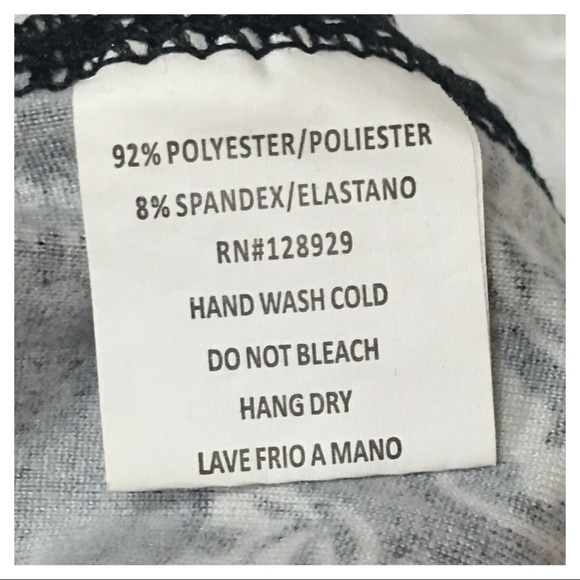 92% POLYESTER/POLIESTER
8% SPANDEX/ELASTANO
RN#128929
HAND WASH COLD
DO NOT BLEACH
HANG DRY
LAVE FRIO A MANO